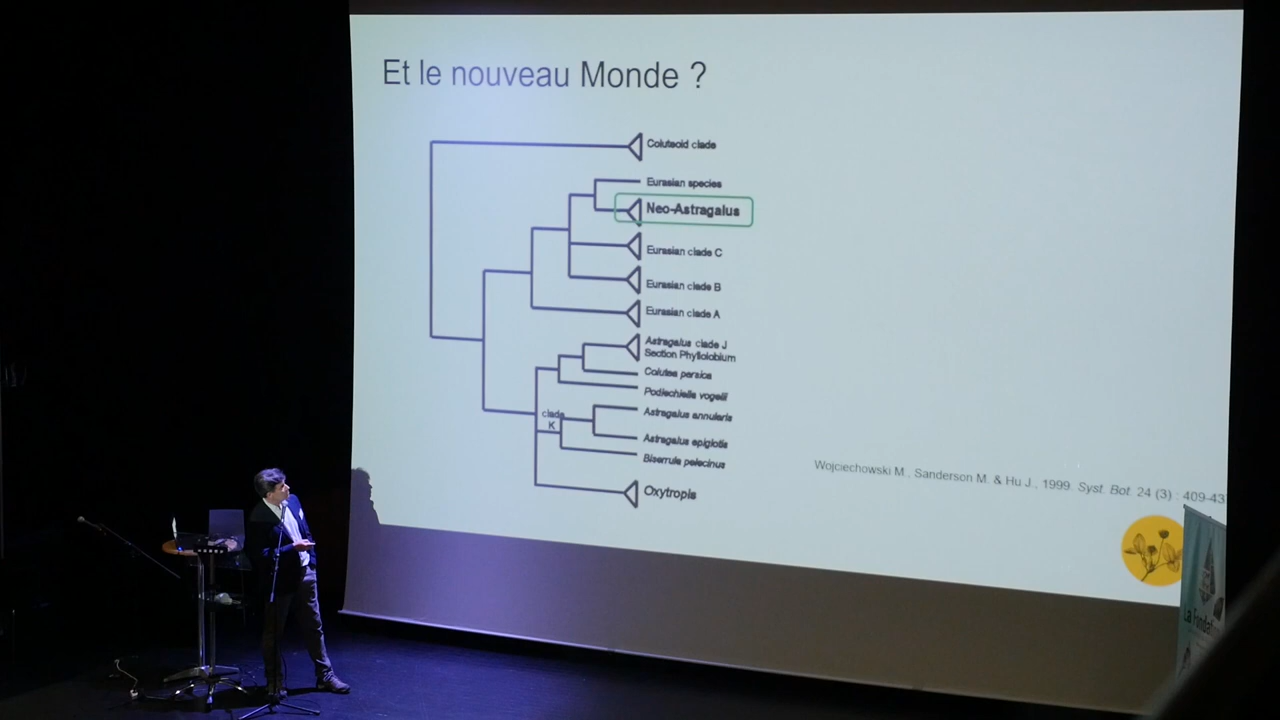 Et le nouveau Monde ?
Coluteoid clade
Eurasian species
Neo-Astragalus
Eurasian clade C
Eurasian clade B
Eurasian clade A
Astragalus clade J
Section Phyllolobium
Colutea persica
Podlechiella vogelii
clade
K
Astragalus annularis
Astragalus epiglotis
Biserrula pelecinus
Oxytropis
Wojciechowski M., Sanderson M. & Hu J., 1999. Syst. Bot. 24 (3) : 409-43
La Fondat